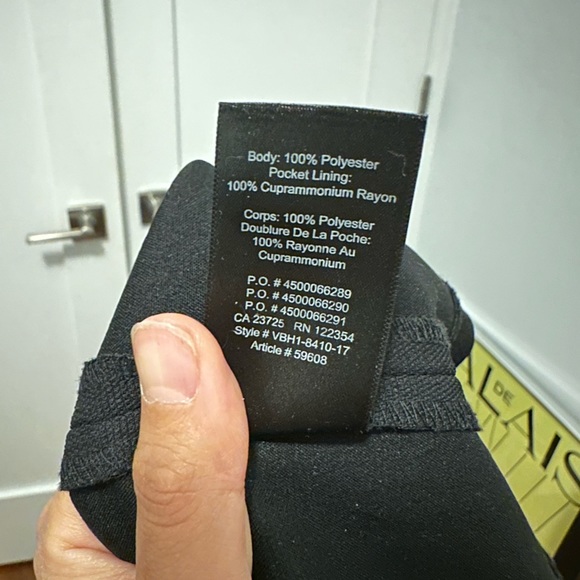 Body: 100% Polyester
Pocket Lining:
100% Cuprammonium Rayon
Corps: 100% Polyester
Doublure De La Poche:
100% Rayonne Au
Cuprammonium
P.O. # 4500066289
P.O. # 4500066290
P.O. # 4500066291
CA 23725 RN 122354
Style # VBH1-8410-17
Article # 59608
DE